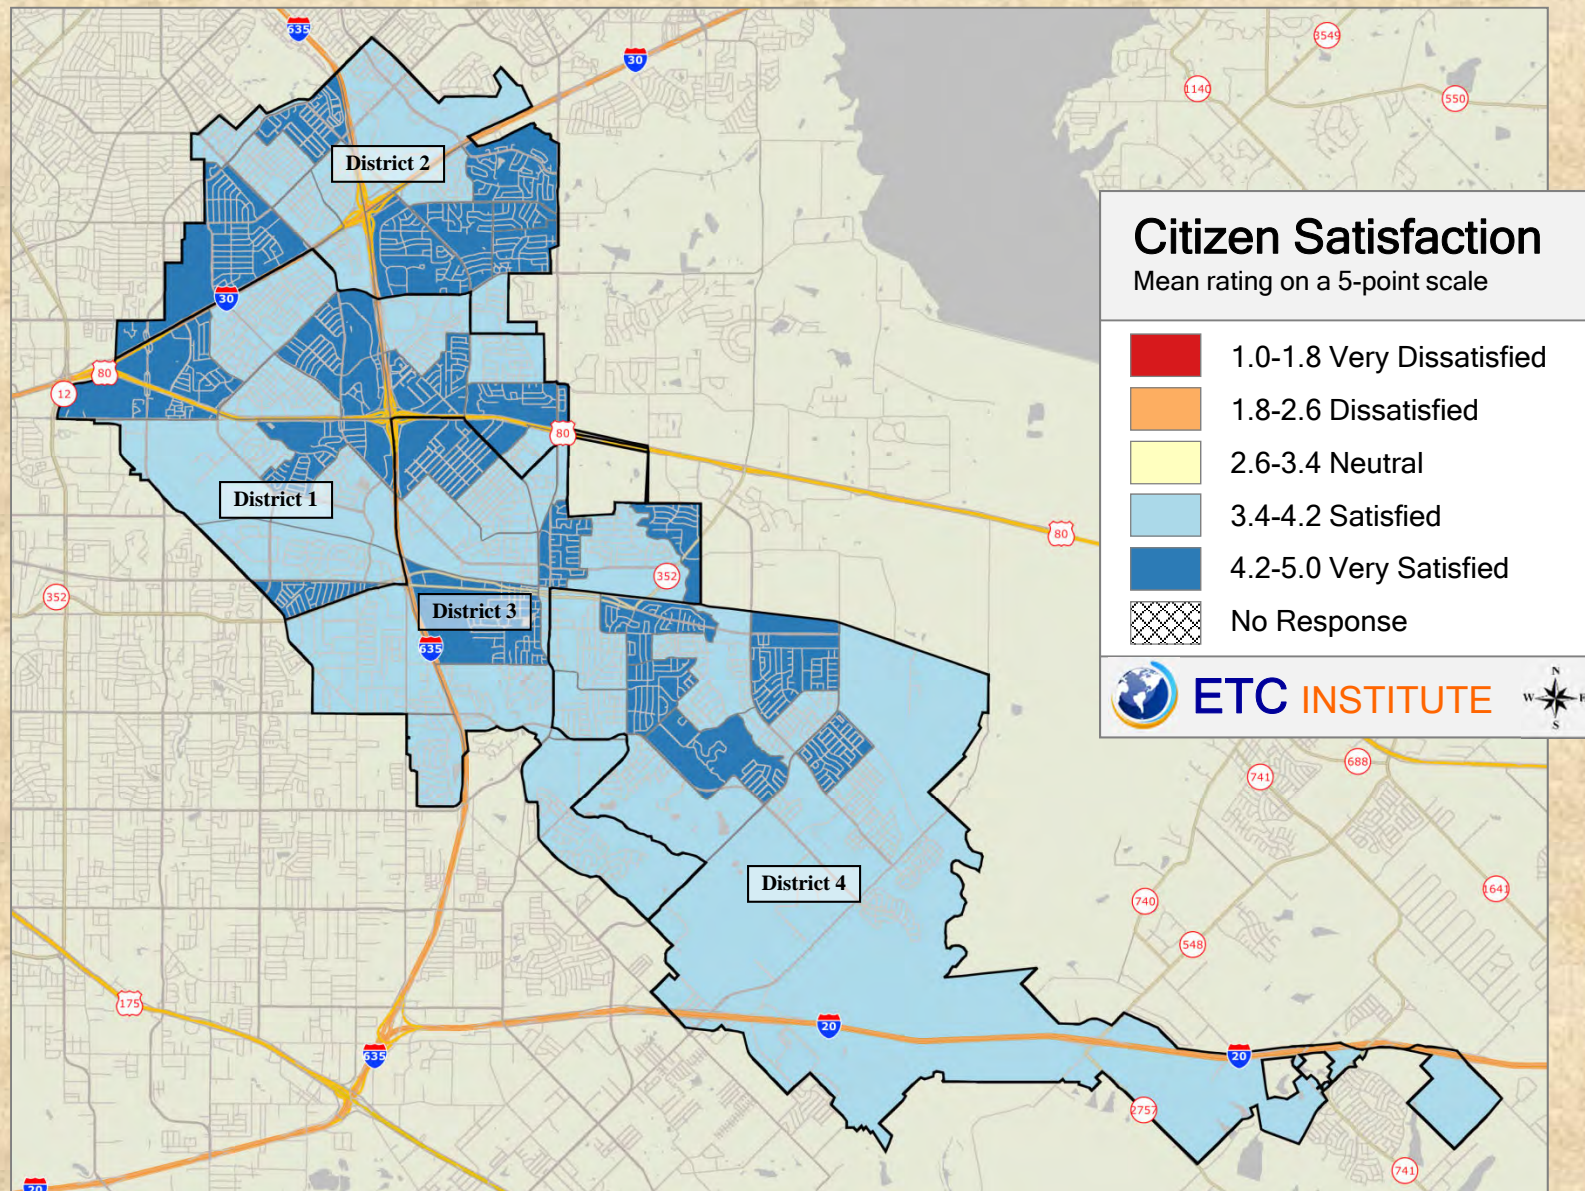 635
30
3549
1140
550
District 2
30
80
12
80
District 1
352
80
352
District 3
635
District 4
175
635
20
20
20
2757
741
741
688
740
548
1641
Citizen Satisfaction
Mean rating on a 5-point scale
1.0-1.8 Very Dissatisfied
1.8-2.6 Dissatisfied
2.6-3.4 Neutral
3.4-4.2 Satisfied
4.2-5.0 Very Satisfied
No Response
ETC INSTITUTE
N
W E
S